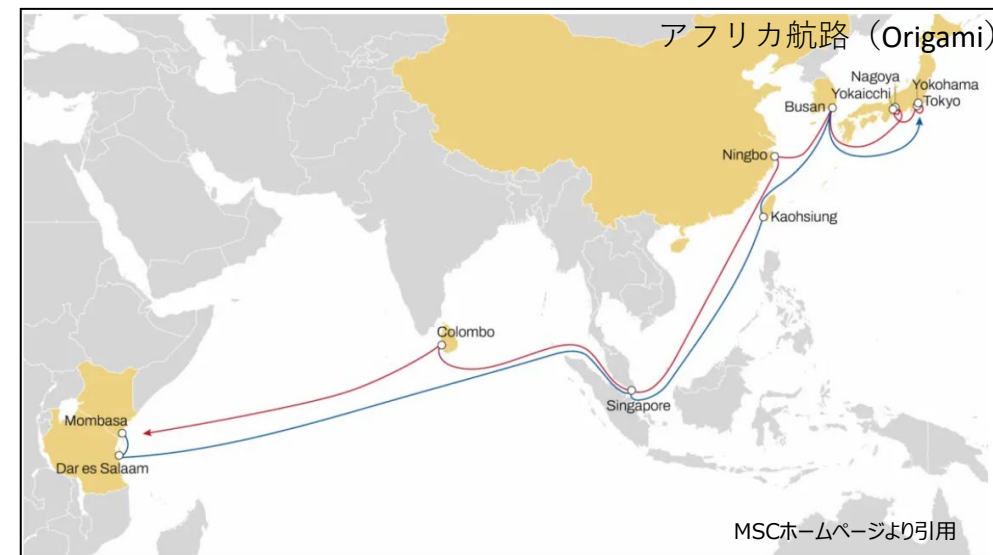 アフリカ航路（Origami）
Nagoya
Yokohama
Yokaicchi
Tokyo
Busan
Ningbo
Kaohsiung
Colombo
Singapore
Mombasa
Dar es Salaam
MSCホームページより引用